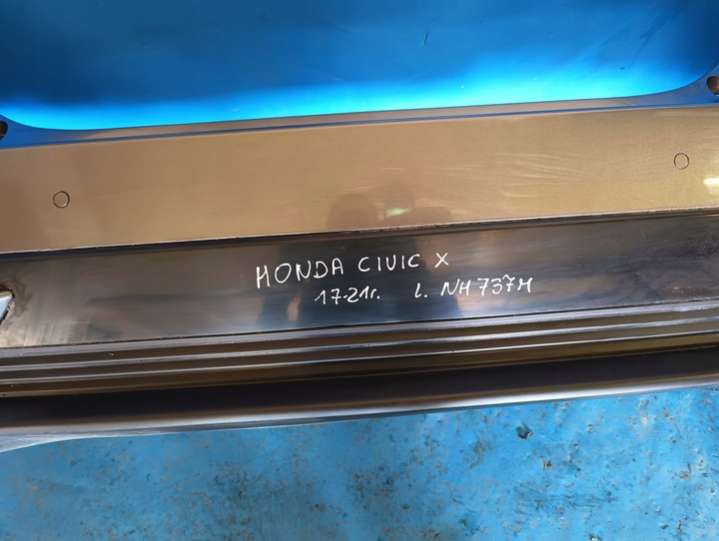 HONDA CIVIC X
17-21r. L. NH737M